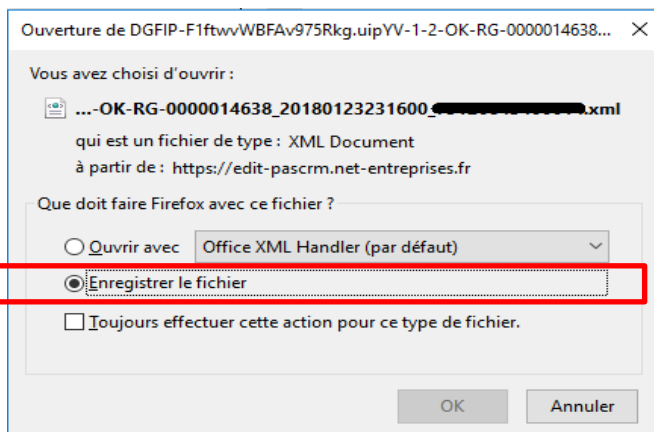 Ouverture de DGFIP-F1ftwvWBFAv975Rkg.uipYV-1-2-OK-RG-0000014638...
Vous avez choisi d'ouvrir :
...-OK-RG-0000014638_20180123231600_ .xml
qui est un fichier de type : XML Document
à partir de : https://edit-pascrm.net-entreprises.fr
Que doit faire Firefox avec ce fichier ?
Ouvrir avec Office XML Handler (par défaut)
Enregistrer le fichier
Toujours effectuer cette action pour ce type de fichier.
OK Annuler